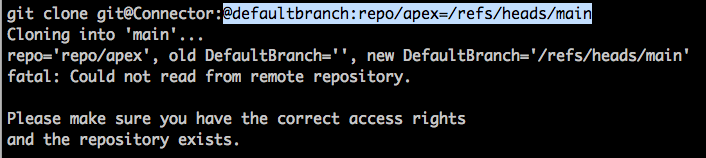 git clone git@Connector:@defaultbranch:repo/apex=/refs/heads/main
Cloning into 'main'...
repo='repo/apex', old DefaultBranch='', new DefaultBranch='/refs/heads/main'
fatal: Could not read from remote repository.
Please make sure you have the correct access rights
and the repository exists.